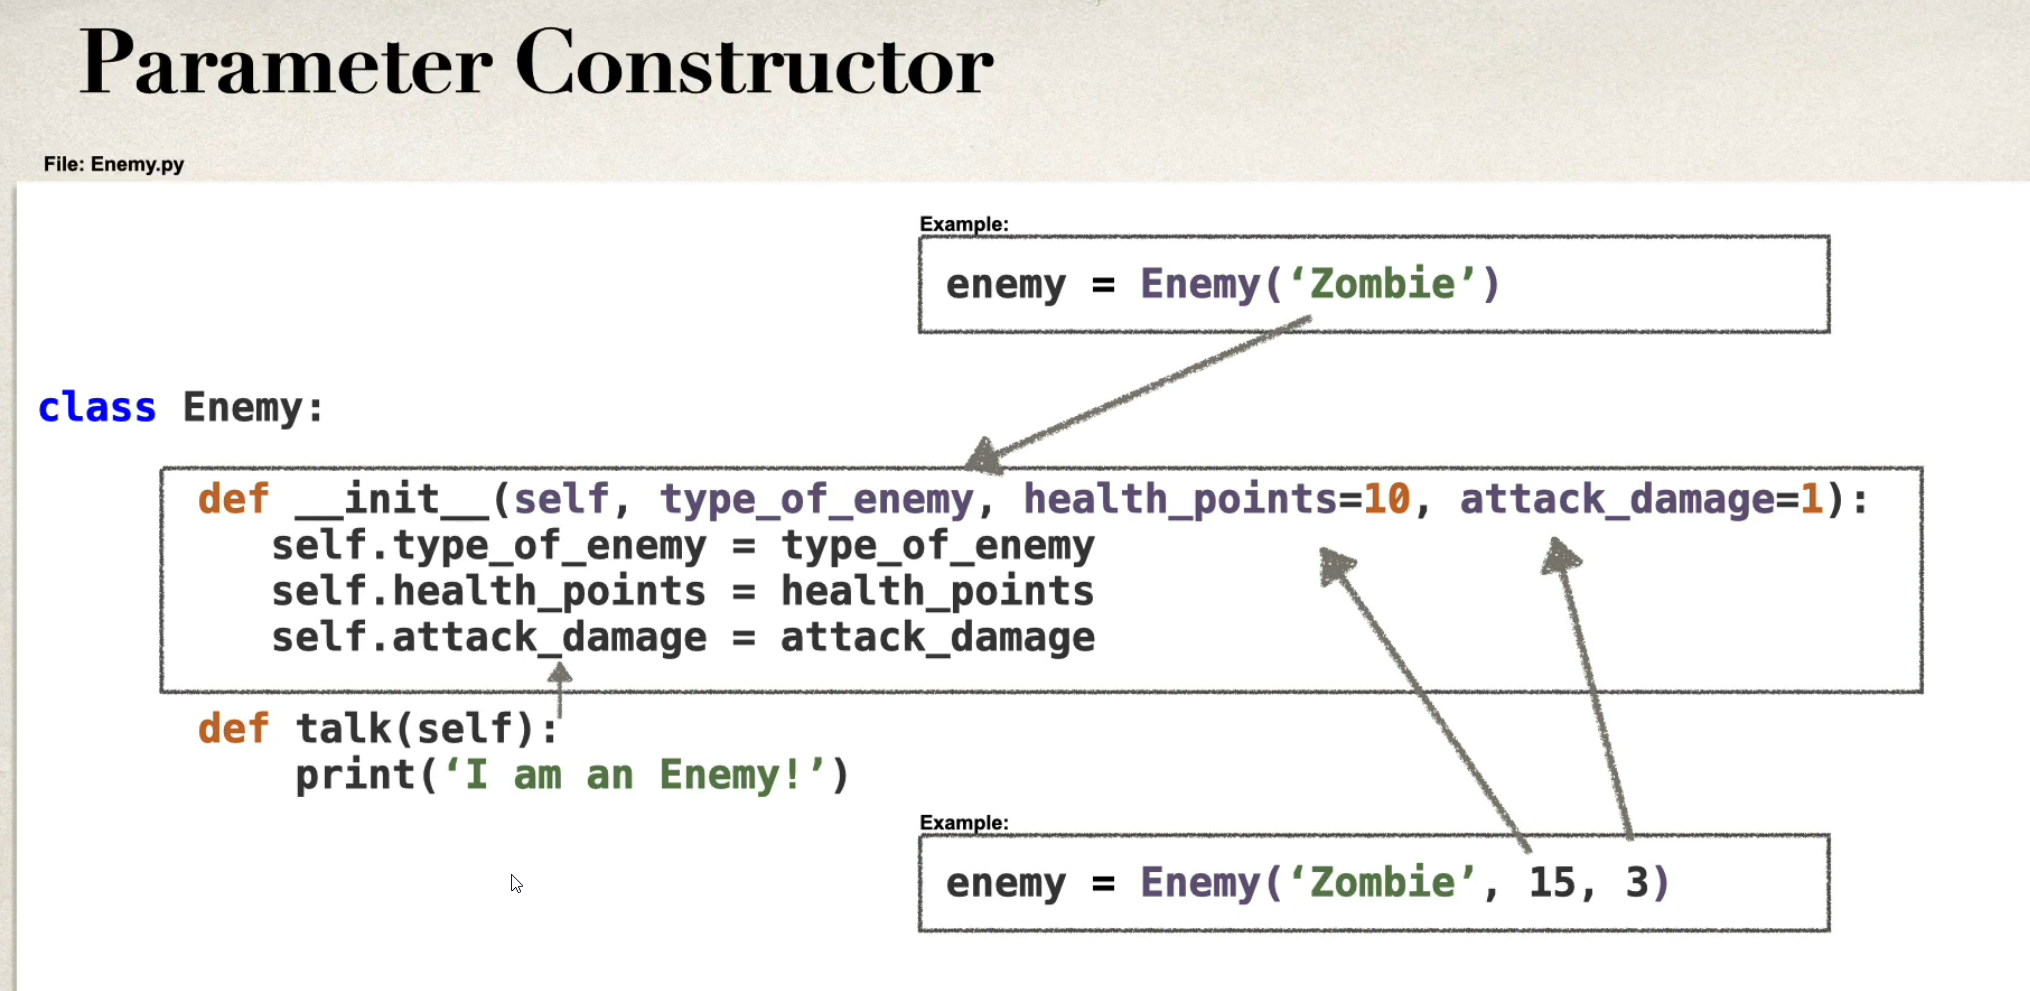 Parameter Constructor
File: Enemy.py
Example:
enemy = Enemy(‘Zombie’)
class Enemy:
def __init__(self, type_of_enemy, health_points=10, attack_damage=1):
self.type_of_enemy = type_of_enemy
self.health_points = health_points
self.attack_damage = attack_damage
def talk(self):
print(‘I am an Enemy!’)
Example:
enemy = Enemy(‘Zombie’, 15, 3)